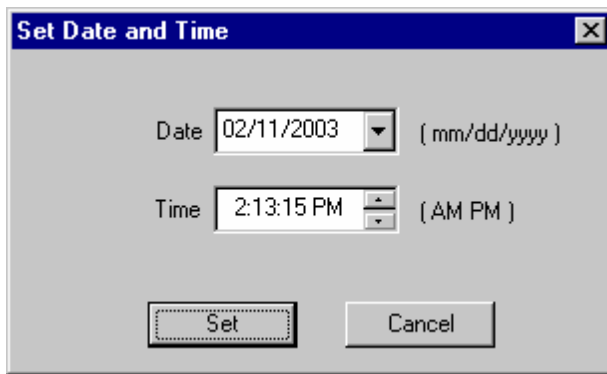 Set Date and Time
Date 02/11/2003 ( mm/dd/yyyy )
Time 2:13:15 PM ( AM PM )
Set Cancel